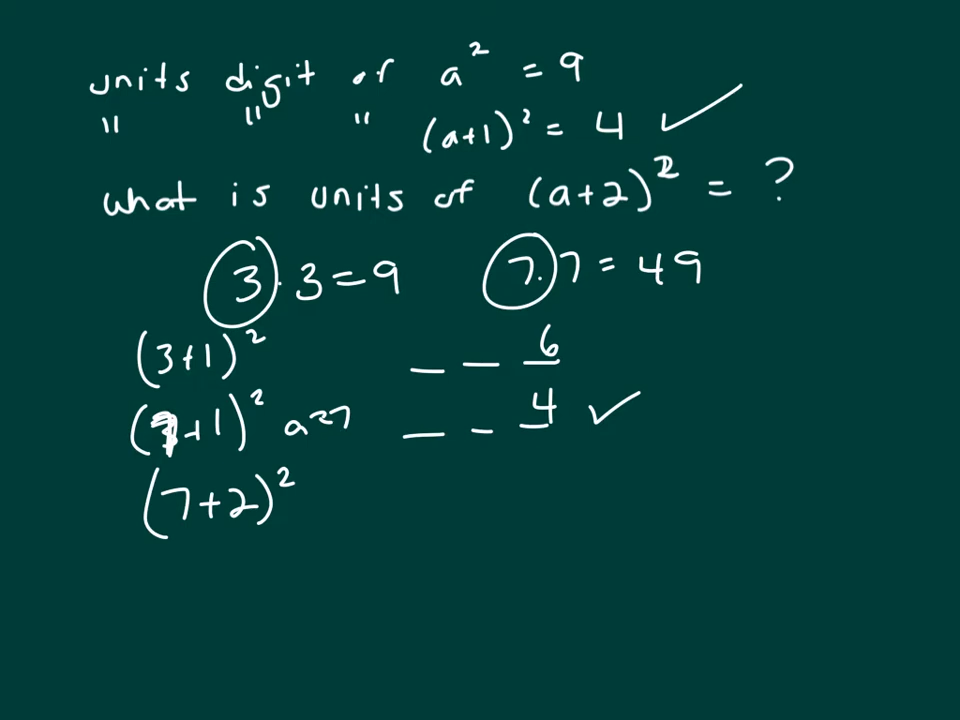 units digit of a² = 9
" " " (a+1)² = 4 ✓
what is units of (a+2)² = ?
3 · 3 = 9 7 · 7 = 49
(3+1)² _ _ 6
(7+1)² a=7 _ _ 4 ✓
(7+2)²